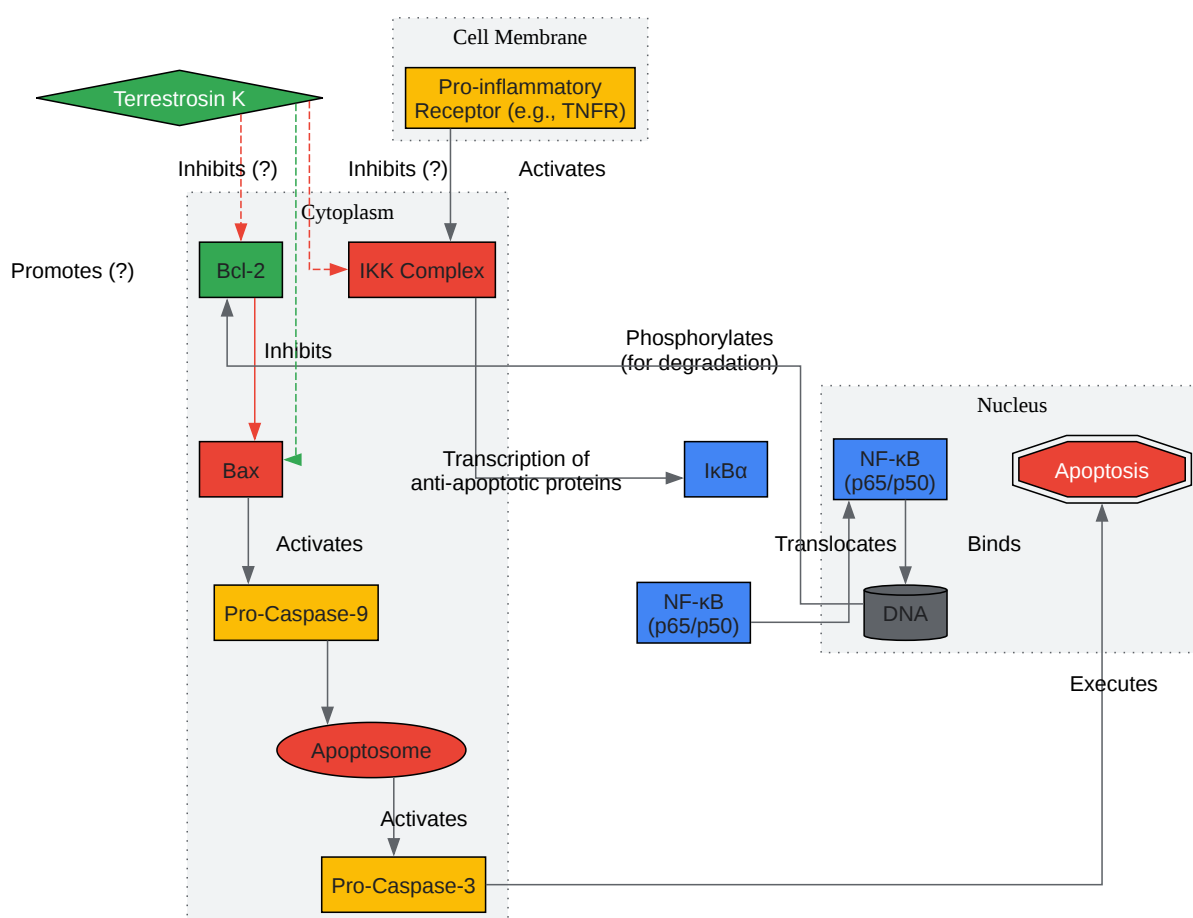 Cell Membrane
Pro-inflammatory
Receptor (e.g., TNFR)
Terrestrosin K
Inhibits (?)
Inhibits (?)
Activates
Cytoplasm
Bcl-2
IKK Complex
Promotes (?)
Phosphorylates
(for degradation)
Inhibits
Nucleus
Bax
Transcription of
anti-apoptotic proteins
IκBα
NF-κB
(p65/p50)
Apoptosis
Activates
Translocates
Binds
Pro-Caspase-9
NF-κB
(p65/p50)
DNA
Executes
Apoptosome
Activates
Pro-Caspase-3